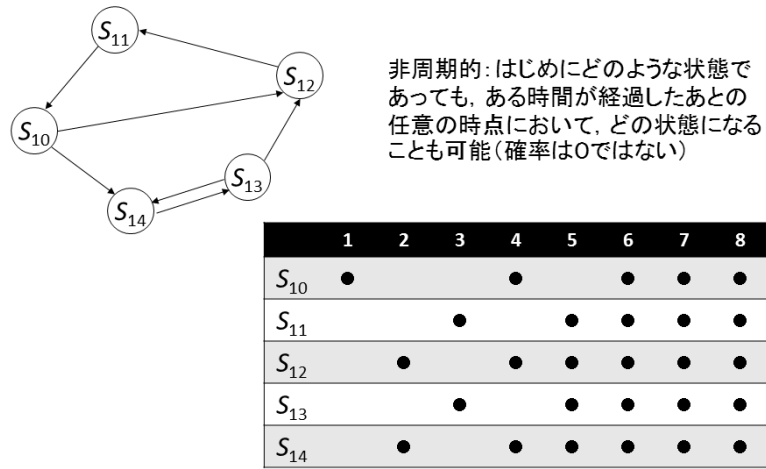 S11
S12
S10
S13
S14
非周期的：はじめにどのような状態で
あっても，ある時間が経過したあとの
任意の時点において，どの状態になる
ことも可能（確率は0ではない）
1 2 3 4 5 6 7 8
S10 ● ● ● ● ●
S11 ● ● ● ● ●
S12 ● ● ● ● ● ●
S13 ● ● ● ● ●
S14 ● ● ● ● ● ●